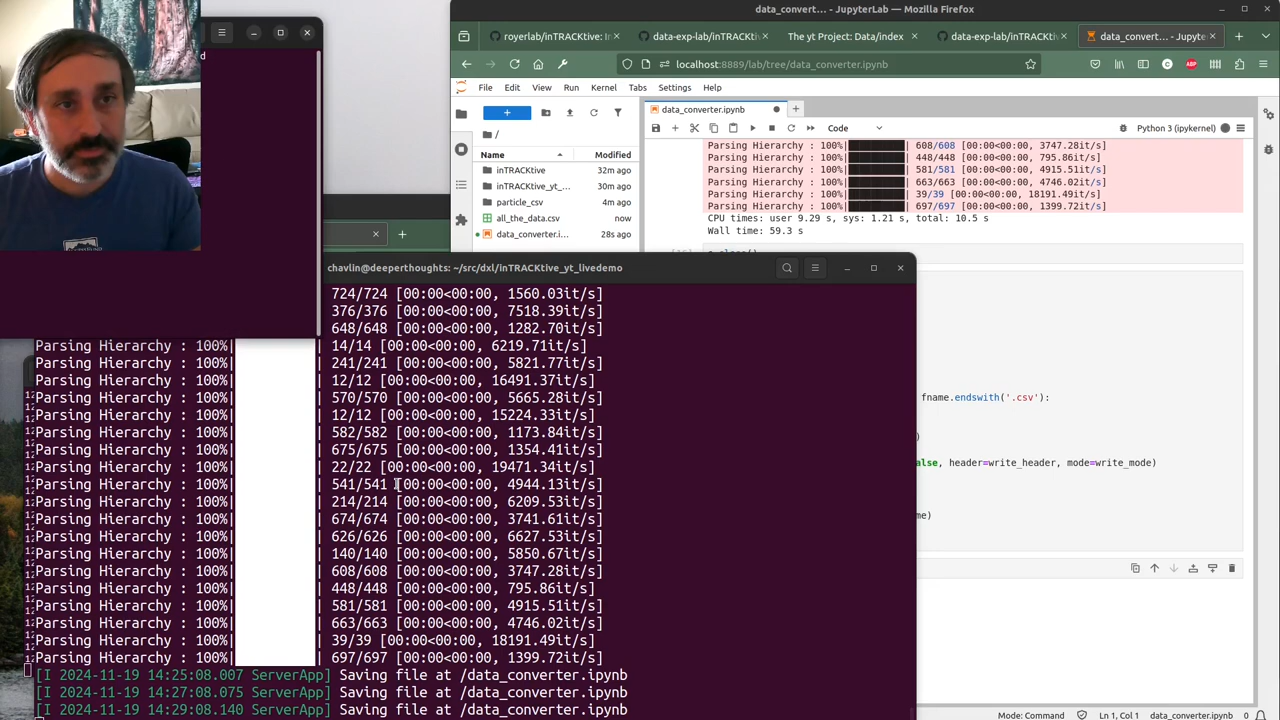 data_convert... - JupyterLab — Mozilla Firefox
royerlab/inTRACKtive: In
data-exp-lab/inTRACKtiv
The yt Project: Data/index
data-exp-lab/inTRACKtiv
data_convert... - Jupyte
localhost:8889/lab/tree/data_converter.ipynb
File Edit View Run Kernel Tabs Settings Help
data_converter.ipynb
Code
Python 3 (ipykernel)
/
Name Modified
inTRACKtive 32m ago
inTRACKtive_yt_... 30m ago
particle_csv 4m ago
all_the_data.csv now
data_converter.i... 28s ago
Parsing Hierarchy : 100%| | 608/608 [00:00<00:00, 3747.28it/s]
Parsing Hierarchy : 100%| | 448/448 [00:00<00:00, 795.86it/s]
Parsing Hierarchy : 100%| | 581/581 [00:00<00:00, 4915.51it/s]
Parsing Hierarchy : 100%| | 663/663 [00:00<00:00, 4746.02it/s]
Parsing Hierarchy : 100%| | 39/39 [00:00<00:00, 18191.49it/s]
Parsing Hierarchy : 100%| | 697/697 [00:00<00:00, 1399.72it/s]
CPU times: user 9.29 s, sys: 1.21 s, total: 10.5 s
Wall time: 59.3 s
fname.endswith('.csv'):
alse, header=write_header, mode=write_mode)
me)
chavlin@deeperthoughts: ~/src/dxl/inTRACKtive_yt_livedemo
724/724 [00:00<00:00, 1560.03it/s]
376/376 [00:00<00:00, 7518.39it/s]
648/648 [00:00<00:00, 1282.70it/s]
Parsing Hierarchy : 100%| | 14/14 [00:00<00:00, 6219.71it/s]
Parsing Hierarchy : 100%| | 241/241 [00:00<00:00, 5821.77it/s]
Parsing Hierarchy : 100%| | 12/12 [00:00<00:00, 16491.37it/s]
Parsing Hierarchy : 100%| | 570/570 [00:00<00:00, 5665.28it/s]
Parsing Hierarchy : 100%| | 12/12 [00:00<00:00, 15224.33it/s]
Parsing Hierarchy : 100%| | 582/582 [00:00<00:00, 1173.84it/s]
Parsing Hierarchy : 100%| | 675/675 [00:00<00:00, 1354.41it/s]
Parsing Hierarchy : 100%| | 22/22 [00:00<00:00, 19471.34it/s]
Parsing Hierarchy : 100%| | 541/541 [00:00<00:00, 4944.13it/s]
Parsing Hierarchy : 100%| | 214/214 [00:00<00:00, 6209.53it/s]
Parsing Hierarchy : 100%| | 674/674 [00:00<00:00, 3741.61it/s]
Parsing Hierarchy : 100%| | 626/626 [00:00<00:00, 6627.53it/s]
Parsing Hierarchy : 100%| | 140/140 [00:00<00:00, 5850.67it/s]
Parsing Hierarchy : 100%| | 608/608 [00:00<00:00, 3747.28it/s]
Parsing Hierarchy : 100%| | 448/448 [00:00<00:00, 795.86it/s]
Parsing Hierarchy : 100%| | 581/581 [00:00<00:00, 4915.51it/s]
Parsing Hierarchy : 100%| | 663/663 [00:00<00:00, 4746.02it/s]
Parsing Hierarchy : 100%| | 39/39 [00:00<00:00, 18191.49it/s]
Parsing Hierarchy : 100%| | 697/697 [00:00<00:00, 1399.72it/s]
[I 2024-11-19 14:25:08.007 ServerApp] Saving file at /data_converter.ipynb
[I 2024-11-19 14:27:08.075 ServerApp] Saving file at /data_converter.ipynb
[I 2024-11-19 14:29:08.140 ServerApp] Saving file at /data_converter.ipynb
Mode: Command Ln 1, Col 1 data_converter.ipynb 0